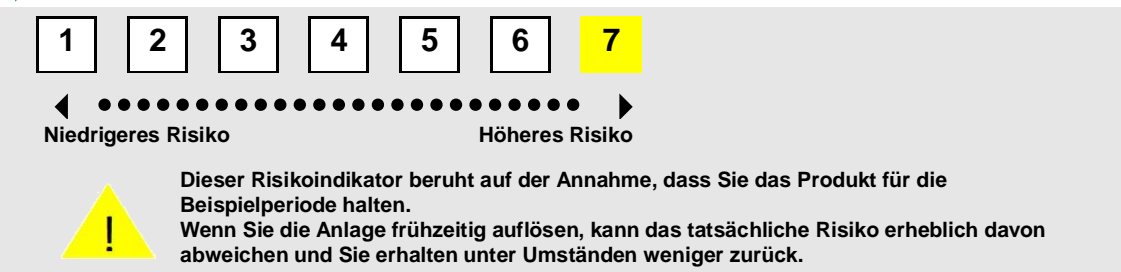 1 2 3 4 5 6 7
Niedrigeres Risiko Höheres Risiko
Dieser Risikoindikator beruht auf der Annahme, dass Sie das Produkt für die
Beispielperiode halten.
Wenn Sie die Anlage frühzeitig auflösen, kann das tatsächliche Risiko erheblich davon
abweichen und Sie erhalten unter Umständen weniger zurück.
!